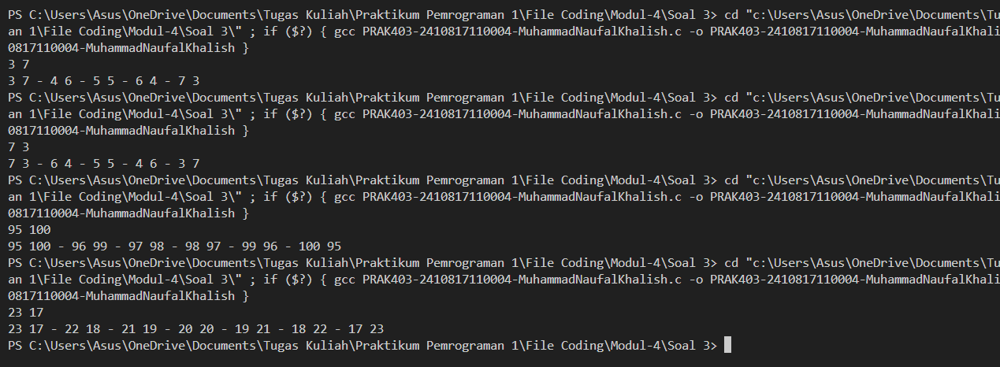 PS C:\Users\Asus\OneDrive\Documents\Tugas Kuliah\Praktikum Pemrograman 1\File Coding\Modul-4\Soal 3> cd "c:\Users\Asus\OneDrive\Documents\Tu
an 1\File Coding\Modul-4\Soal 3\" ; if ($?) { gcc PRAK403-2410817110004-MuhammadNaufalKhalish.c -o PRAK403-2410817110004-MuhammadNaufalKhali
0817110004-MuhammadNaufalKhalish }
3 7
3 7 - 4 6 - 5 5 - 6 4 - 7 3
PS C:\Users\Asus\OneDrive\Documents\Tugas Kuliah\Praktikum Pemrograman 1\File Coding\Modul-4\Soal 3> cd "c:\Users\Asus\OneDrive\Documents\Tu
an 1\File Coding\Modul-4\Soal 3\" ; if ($?) { gcc PRAK403-2410817110004-MuhammadNaufalKhalish.c -o PRAK403-2410817110004-MuhammadNaufalKhali
0817110004-MuhammadNaufalKhalish }
7 3
7 3 - 6 4 - 5 5 - 4 6 - 3 7
PS C:\Users\Asus\OneDrive\Documents\Tugas Kuliah\Praktikum Pemrograman 1\File Coding\Modul-4\Soal 3> cd "c:\Users\Asus\OneDrive\Documents\Tu
an 1\File Coding\Modul-4\Soal 3\" ; if ($?) { gcc PRAK403-2410817110004-MuhammadNaufalKhalish.c -o PRAK403-2410817110004-MuhammadNaufalKhali
0817110004-MuhammadNaufalKhalish }
95 100
95 100 - 96 99 - 97 98 - 98 97 - 99 96 - 100 95
PS C:\Users\Asus\OneDrive\Documents\Tugas Kuliah\Praktikum Pemrograman 1\File Coding\Modul-4\Soal 3> cd "c:\Users\Asus\OneDrive\Documents\Tu
an 1\File Coding\Modul-4\Soal 3\" ; if ($?) { gcc PRAK403-2410817110004-MuhammadNaufalKhalish.c -o PRAK403-2410817110004-MuhammadNaufalKhali
0817110004-MuhammadNaufalKhalish }
23 17
23 17 - 22 18 - 21 19 - 20 20 - 19 21 - 18 22 - 17 23
PS C:\Users\Asus\OneDrive\Documents\Tugas Kuliah\Praktikum Pemrograman 1\File Coding\Modul-4\Soal 3>